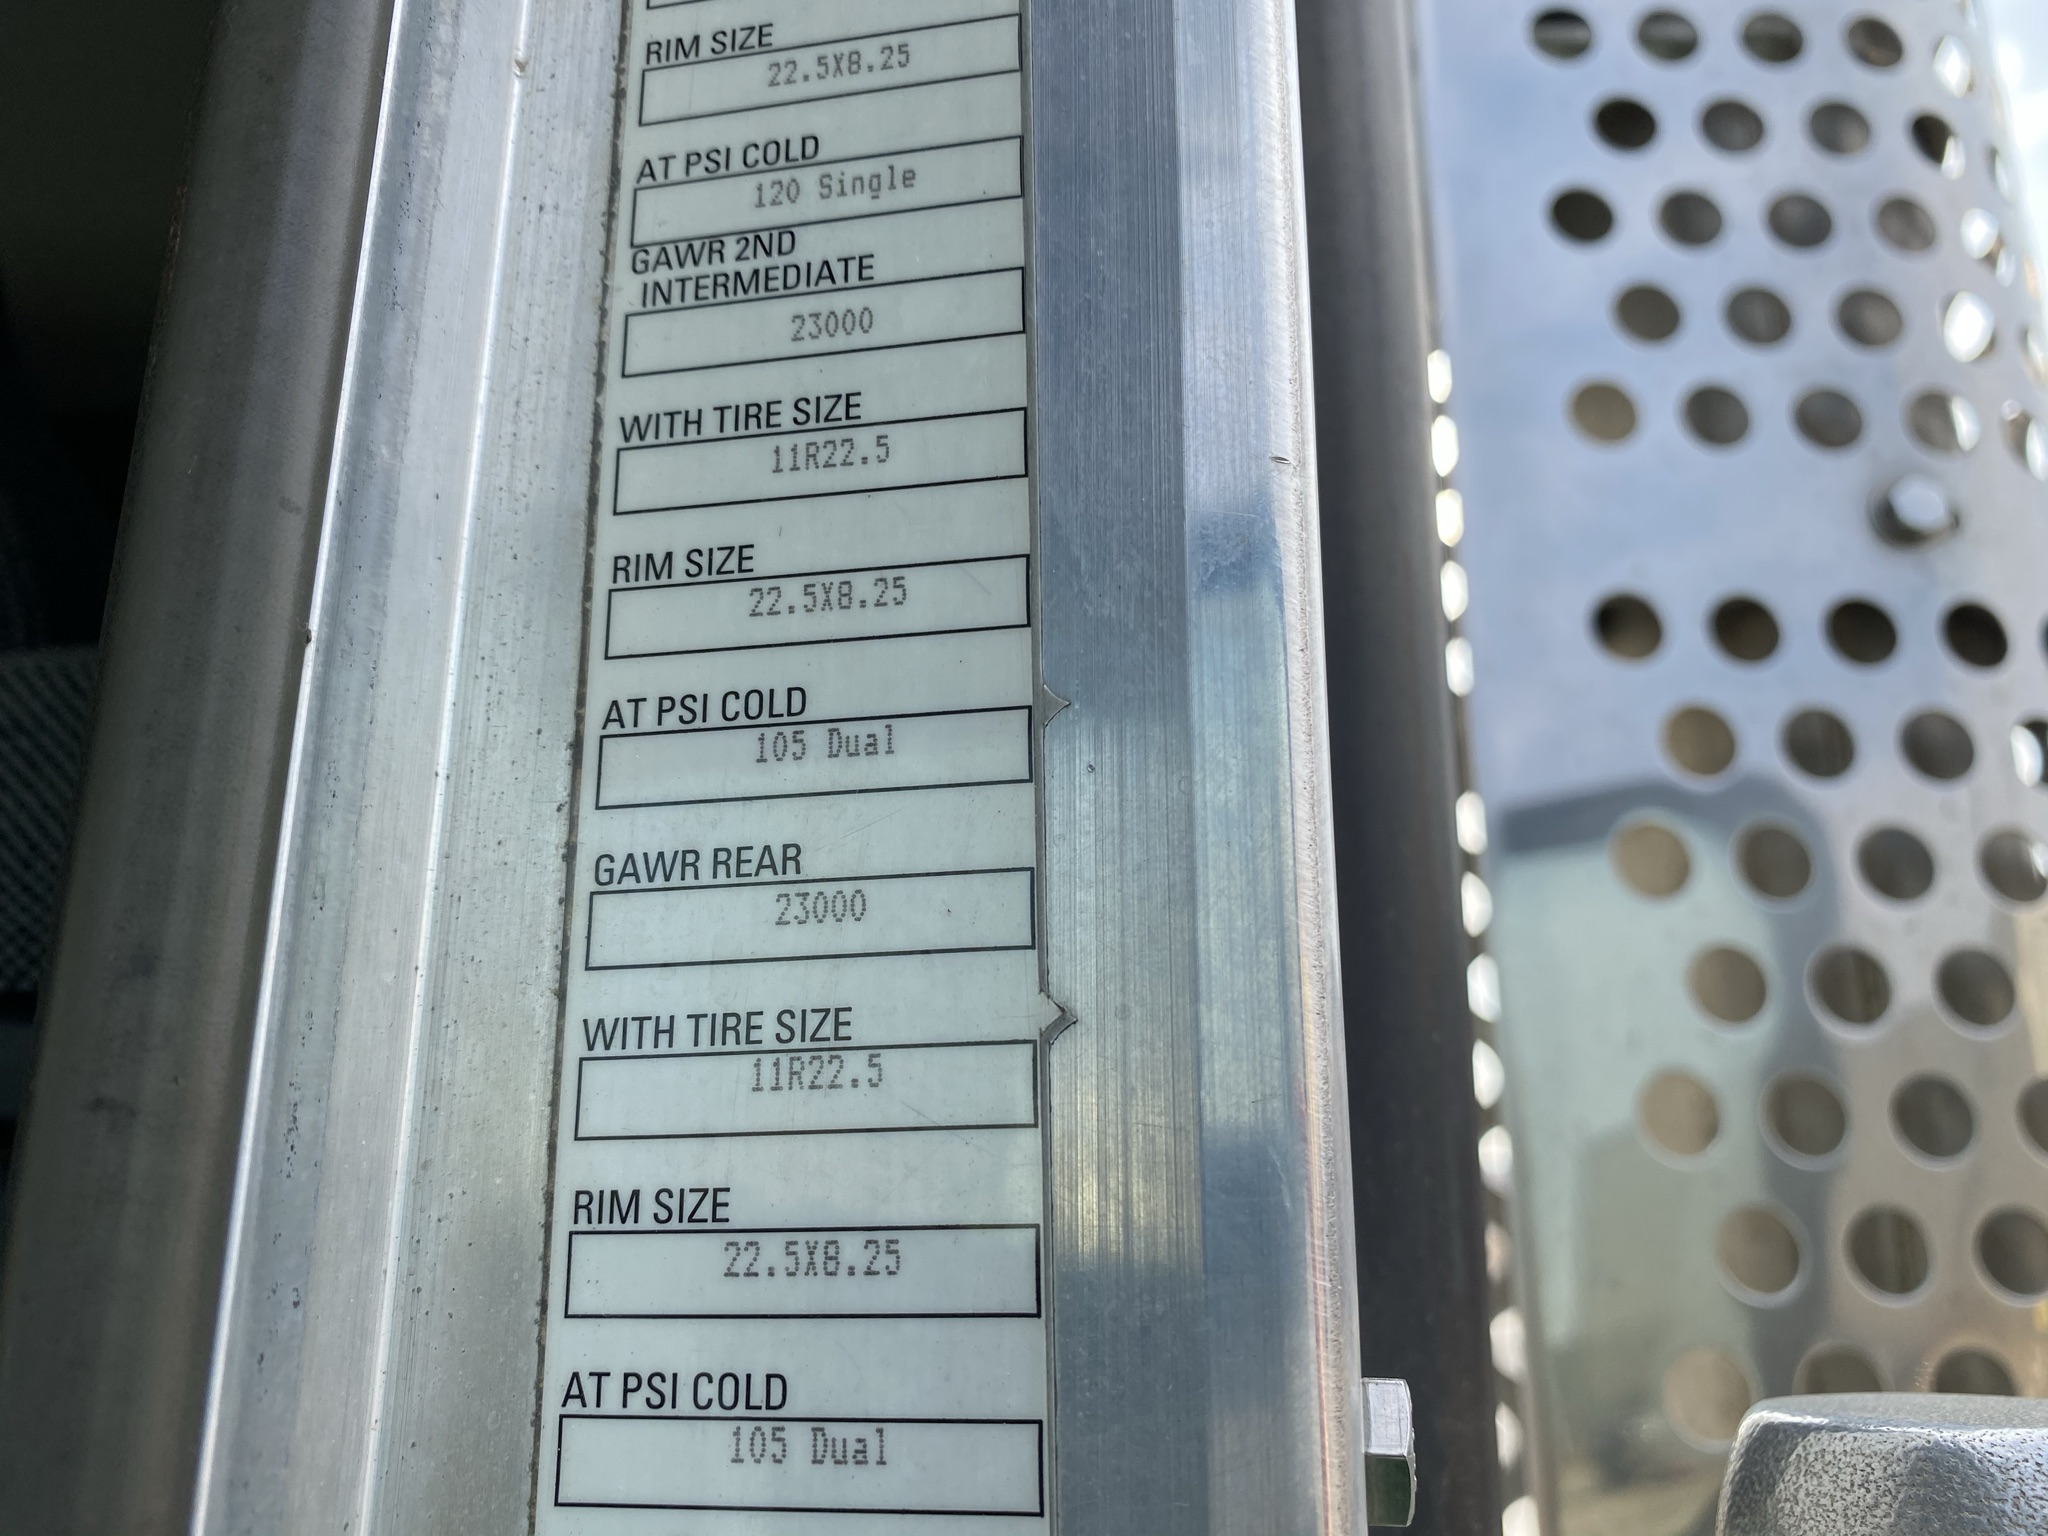 RIM SIZE
22.5X8.25
AT PSI COLD
120 Single
GAWR 2ND
INTERMEDIATE
23000
WITH TIRE SIZE
11R22.5
RIM SIZE
22.5X8.25
AT PSI COLD
105 Dual
GAWR REAR
23000
WITH TIRE SIZE
11R22.5
RIM SIZE
22.5X8.25
AT PSI COLD
105 Dual